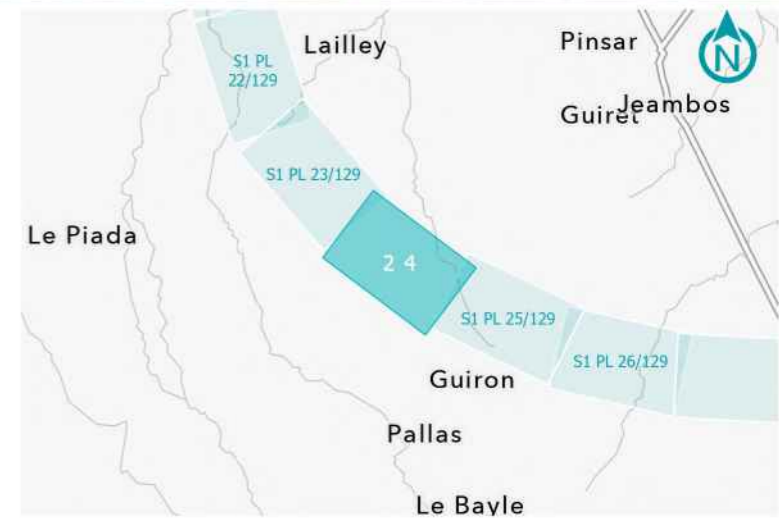 Lailley
Pinsar
N
S1 PL
22/129
Guiret
Jeambos
S1 PL 23/129
Le Piada
2 4
S1 PL 25/129
S1 PL 26/129
Guiron
Pallas
Le Bayle